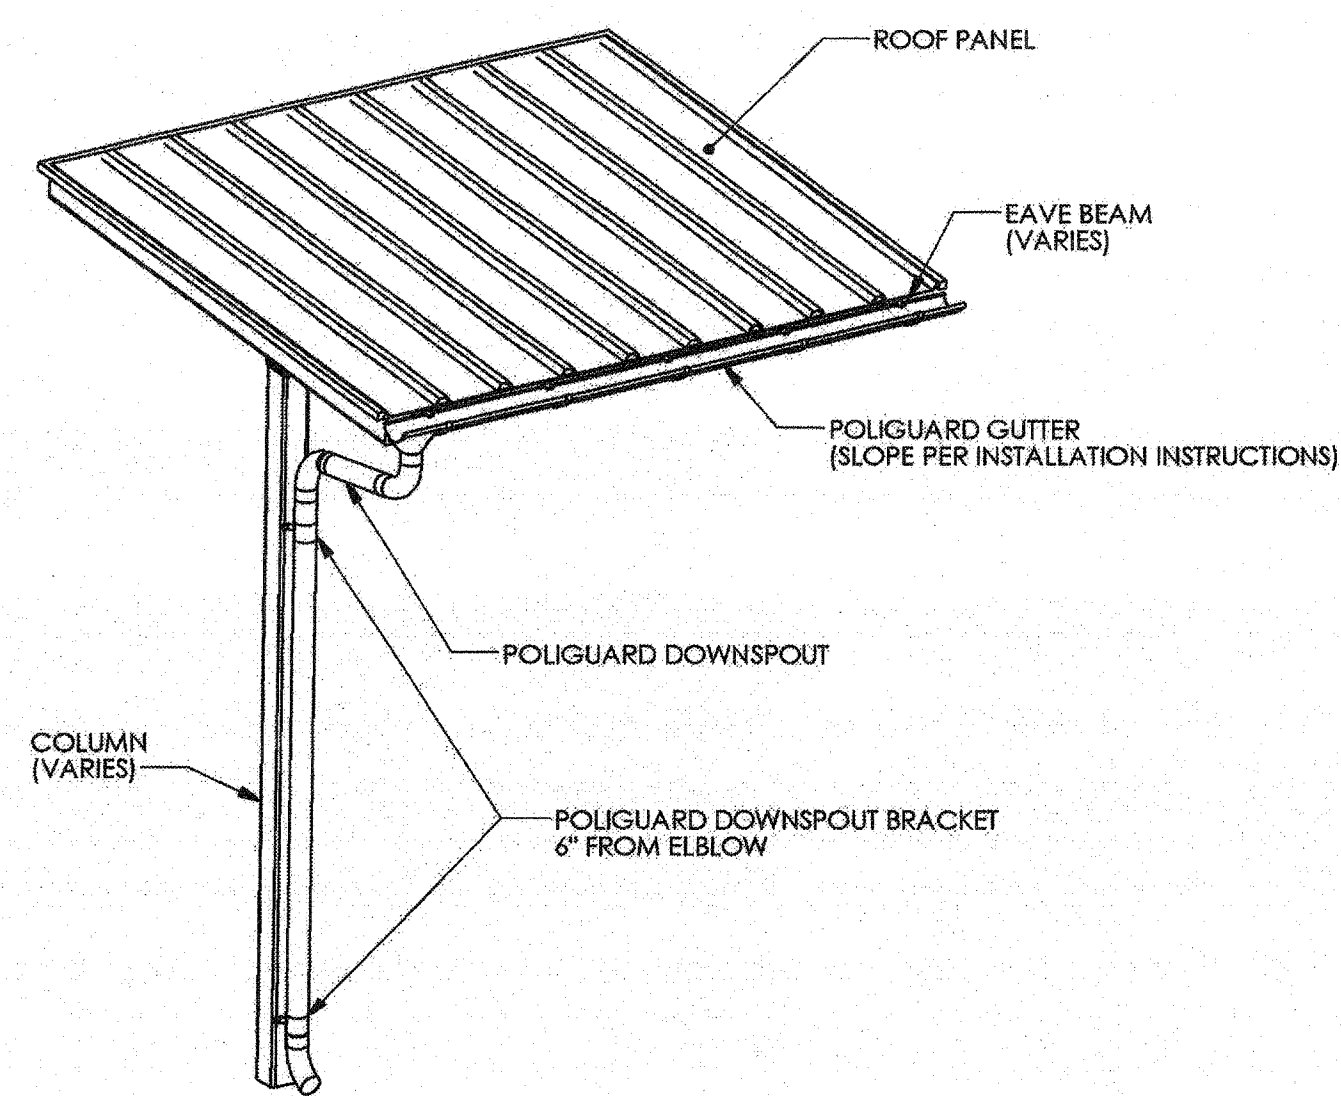 ROOF PANEL
EAVE BEAM
(VARIES)
POLIGUARD GUTTER
(SLOPE PER INSTALLATION INSTRUCTIONS)
POLIGUARD DOWNSPOUT
COLUMN
(VARIES)
POLIGUARD DOWNSPOUT BRACKET
6" FROM ELBLOW